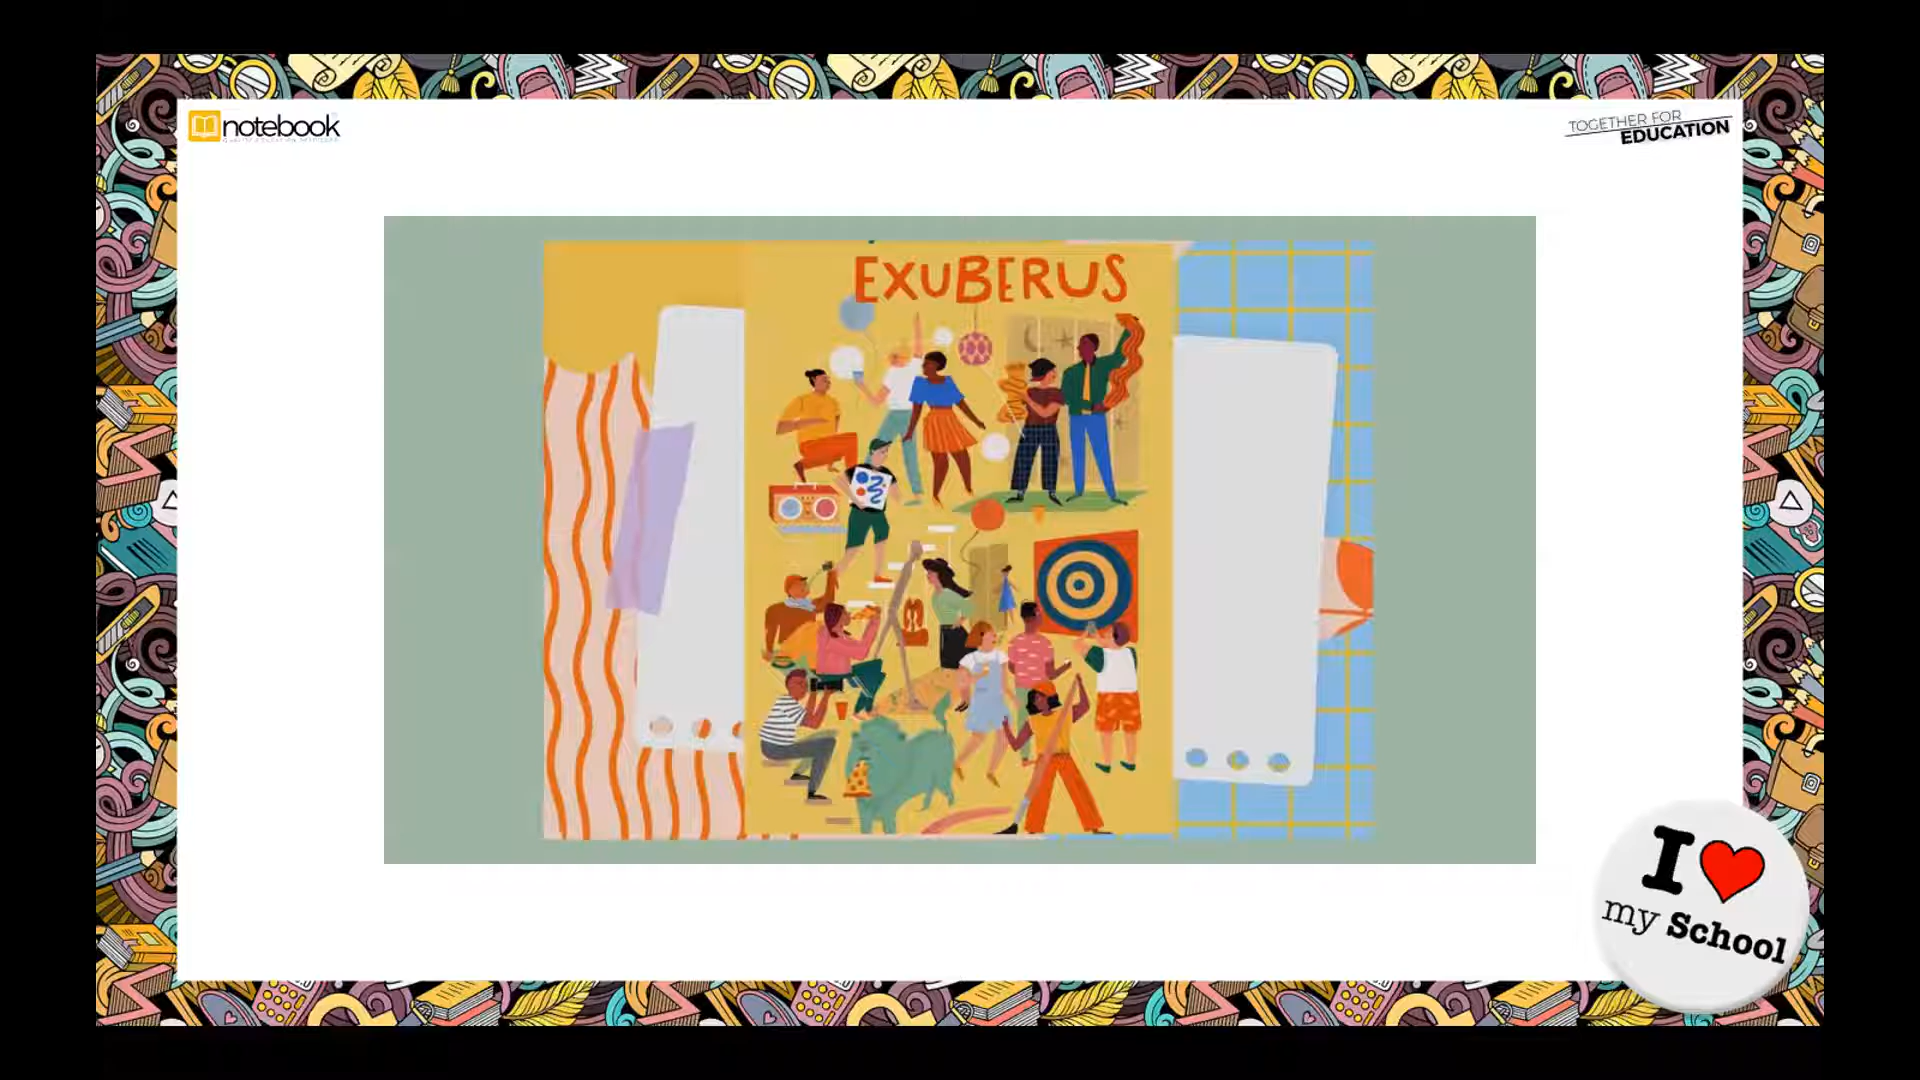 notebook
TOGETHER FOR
EDUCATION
EXUBERUS
I
my School